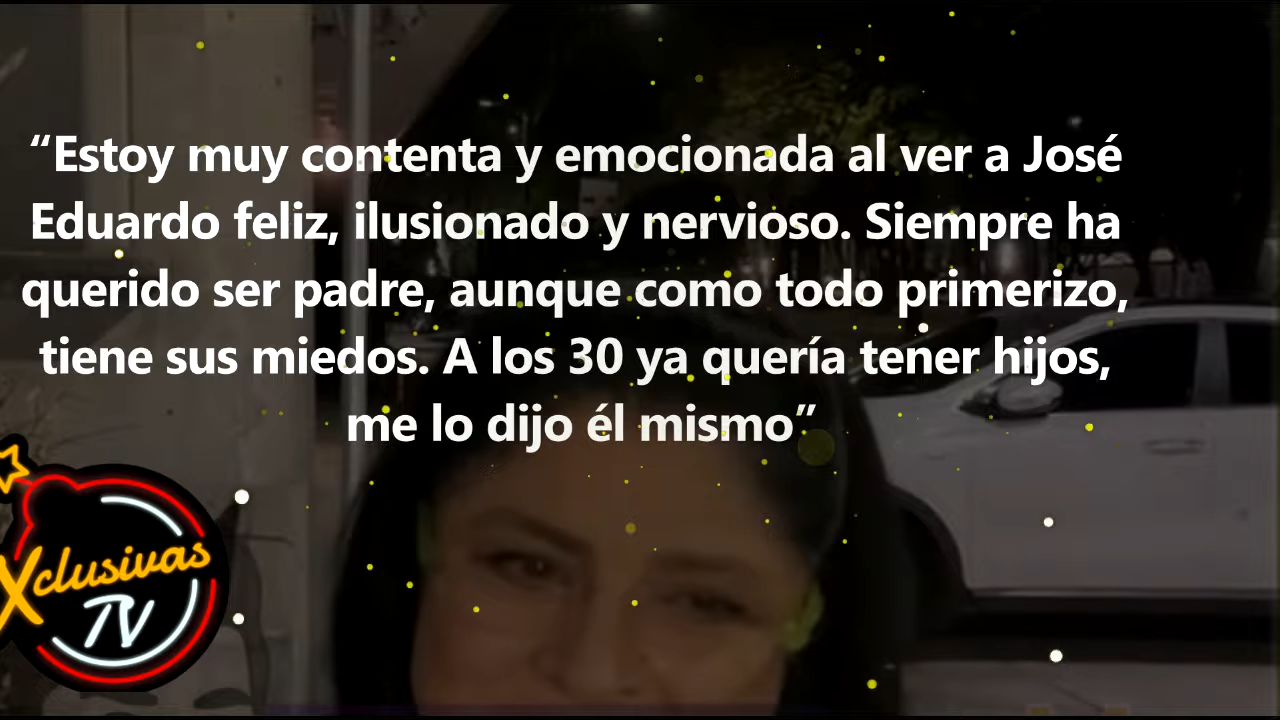 “Estoy muy contenta y emocionada al ver a José
Eduardo feliz, ilusionado y nervioso. Siempre ha
querido ser padre, aunque como todo primerizo,
tiene sus miedos. A los 30 ya quería tener hijos,
me lo dijo él mismo”
Xclusivas
TV